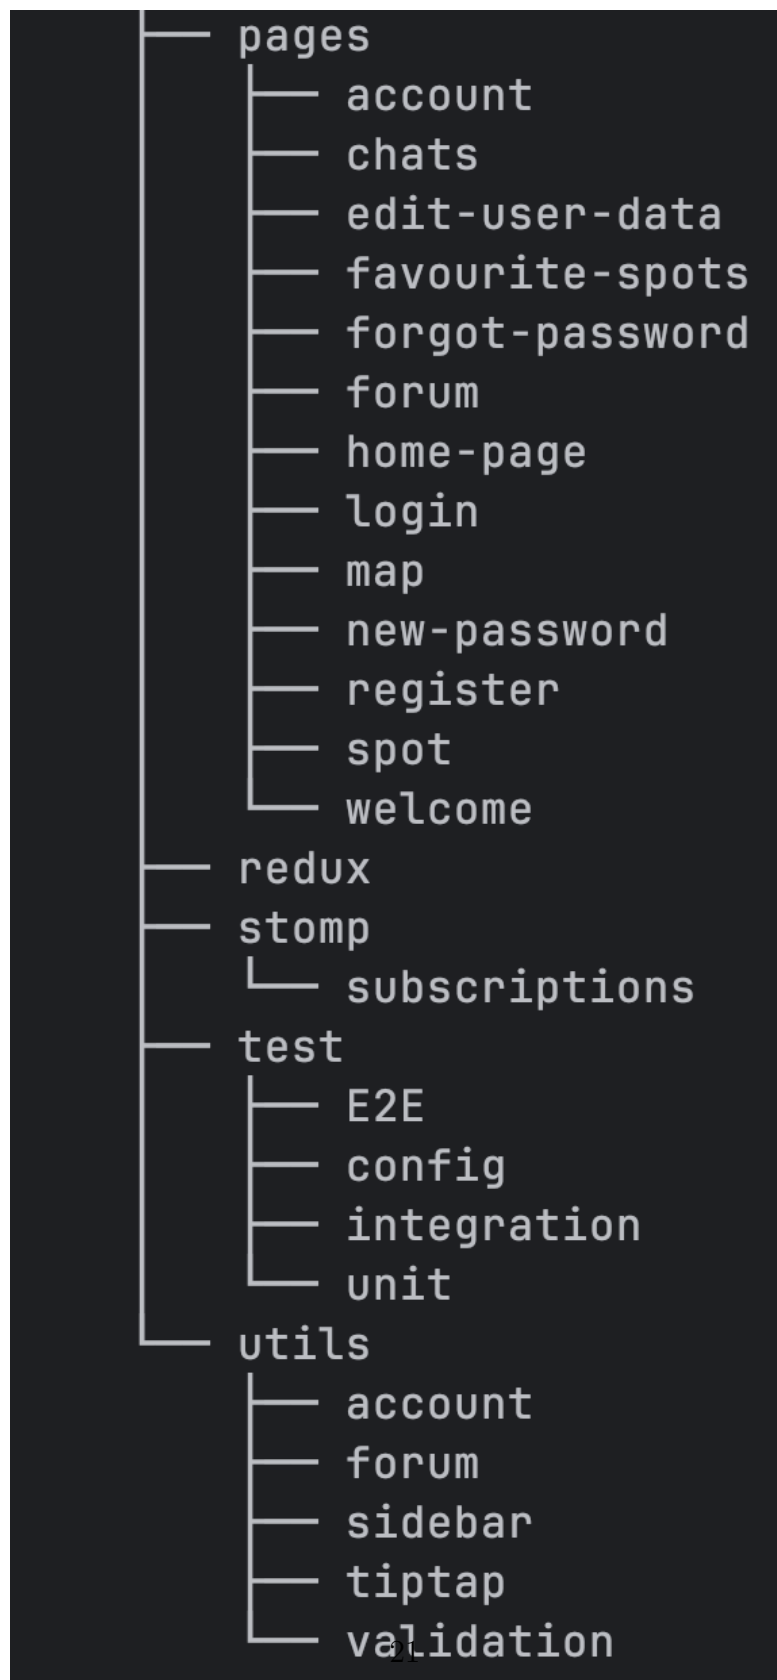 pages
account
chats
edit-user-data
favourite-spots
forgot-password
forum
home-page
login
map
new-password
register
spot
welcome
redux
stomp
subscriptions
test
E2E
config
integration
unit
utils
account
forum
sidebar
tiptap
validation
21